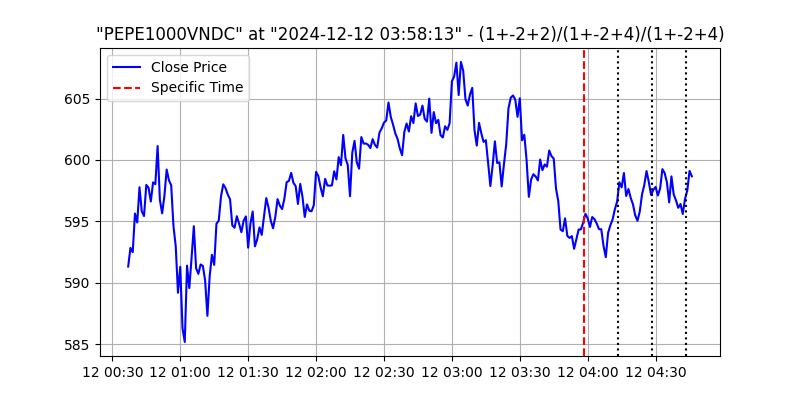 "PEPE1000VNDC" at "2024-12-12 03:58:13" - (1+-2+2)/(1+-2+4)/(1+-2+4)
Close Price
Specific Time
605
600
595
590
585
12 00:30 12 01:00 12 01:30 12 02:00 12 02:30 12 03:00 12 03:30 12 04:00 12 04:30